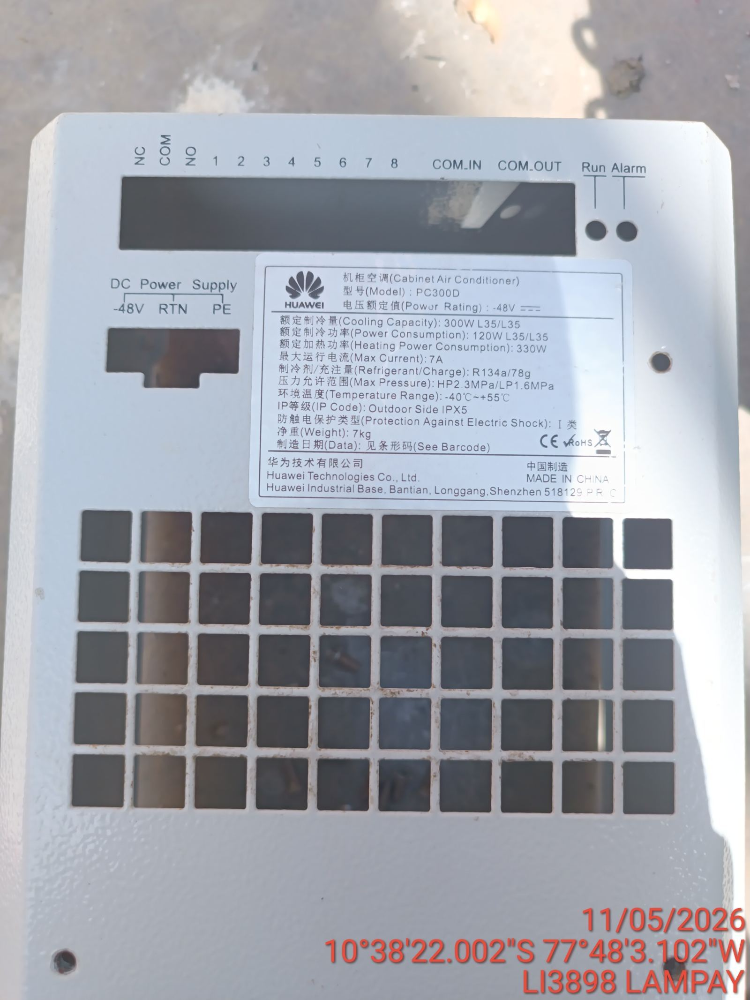 NC COM NO 1 2 3 4 5 6 7 8 COM_IN COM_OUT Run Alarm
DC Power Supply
-48V RTN PE
HUAWEI
机柜空调(Cabinet Air Conditioner)
型号(Model) : PC300D
电压额定值(Power Rating) : -48V
额定制冷量(Cooling Capacity): 300W L35/L35
额定制冷功率(Power Consumption): 120W L35/L35
额定加热功率(Heating Power Consumption): 330W
最大运行电流(Max Current): 7A
制冷剂/充注量(Refrigerant/Charge): R134a/78g
压力允许范围(Max Pressure): HP2.3MPa/LP1.6MPa
环境温度(Temperature Range): -40℃~+55℃
IP等级(IP Code): Outdoor Side IPX5
防触电保护类型(Protection Against Electric Shock): I 类
净重(Weight): 7kg
制造日期(Data): 见条形码(See Barcode)
CE RoHS
华为技术有限公司
中国制造
Huawei Technologies Co., Ltd.
MADE IN CHINA
Huawei Industrial Base, Bantian, Longgang,Shenzhen 518129 P R C
11/05/2026
10°38'22.002"S 77°48'3.102"W
LI3898 LAMPAY